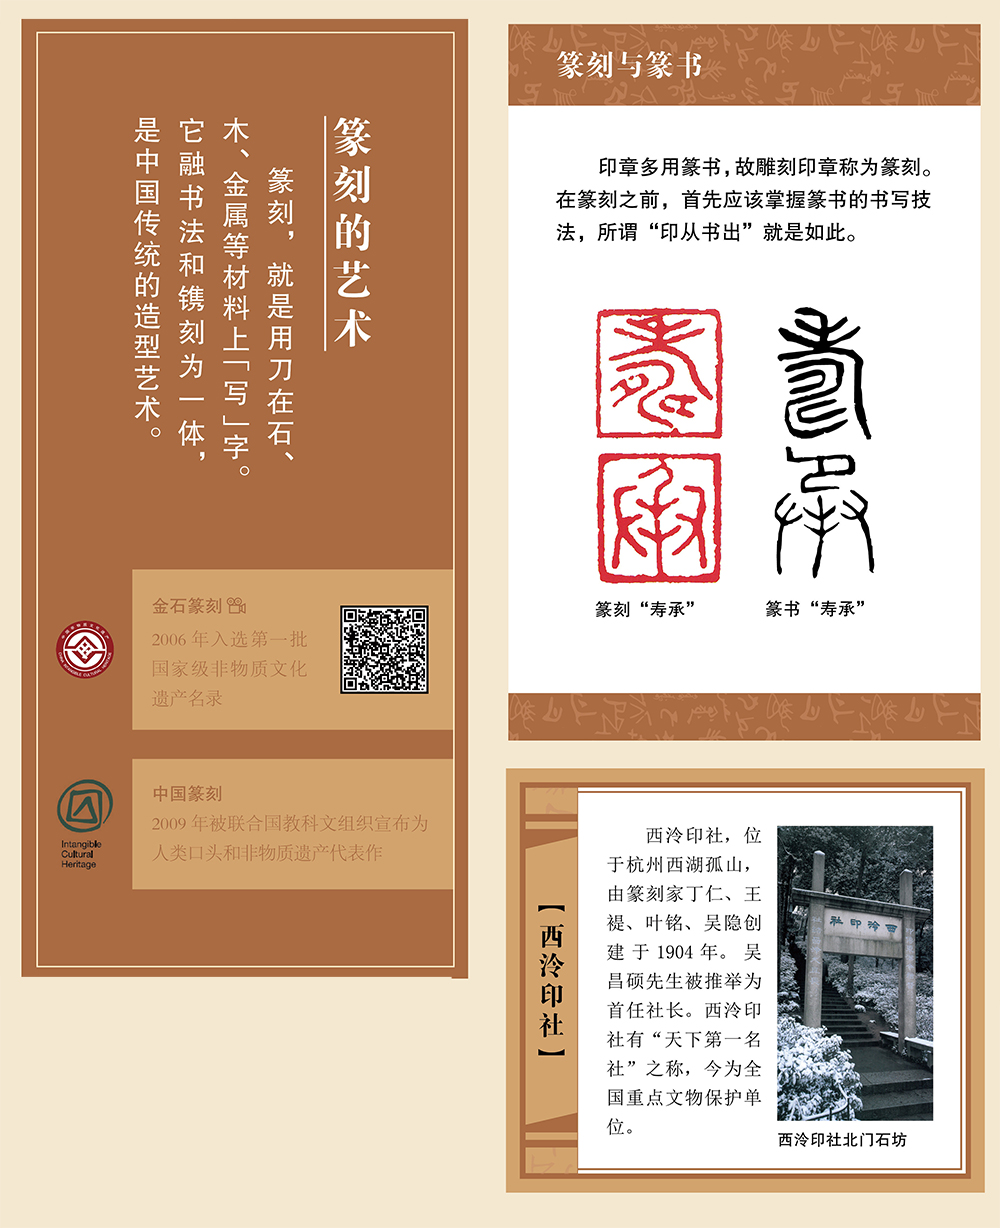 篆刻的艺术
篆刻，就是用刀在石、
木、金属等材料上「写」字。
它融书法和镌刻为一体，
是中国传统的造型艺术。
金石篆刻
2006 年入选第一批
国家级非物质文化
遗产名录
Intangible
Cultural
Heritage
中国篆刻
2009 年被联合国教科文组织宣布为
人类口头和非物质遗产代表作
篆刻与篆书
印章多用篆书，故雕刻印章称为篆刻。
在篆刻之前，首先应该掌握篆书的书写技
法，所谓“印从书出”就是如此。
寿承
寿承
篆刻“寿承”
篆书“寿承”
【西泠印社】
西泠印社，位
于杭州西湖孤山，
由篆刻家丁仁、王
禔、叶铭、吴隐创
建于 1904 年。吴
昌硕先生被推举为
首任社长。西泠印
社有“天下第一名
社”之称，今为全
国重点文物保护单
位。
社印泠西
西泠印社北门石坊